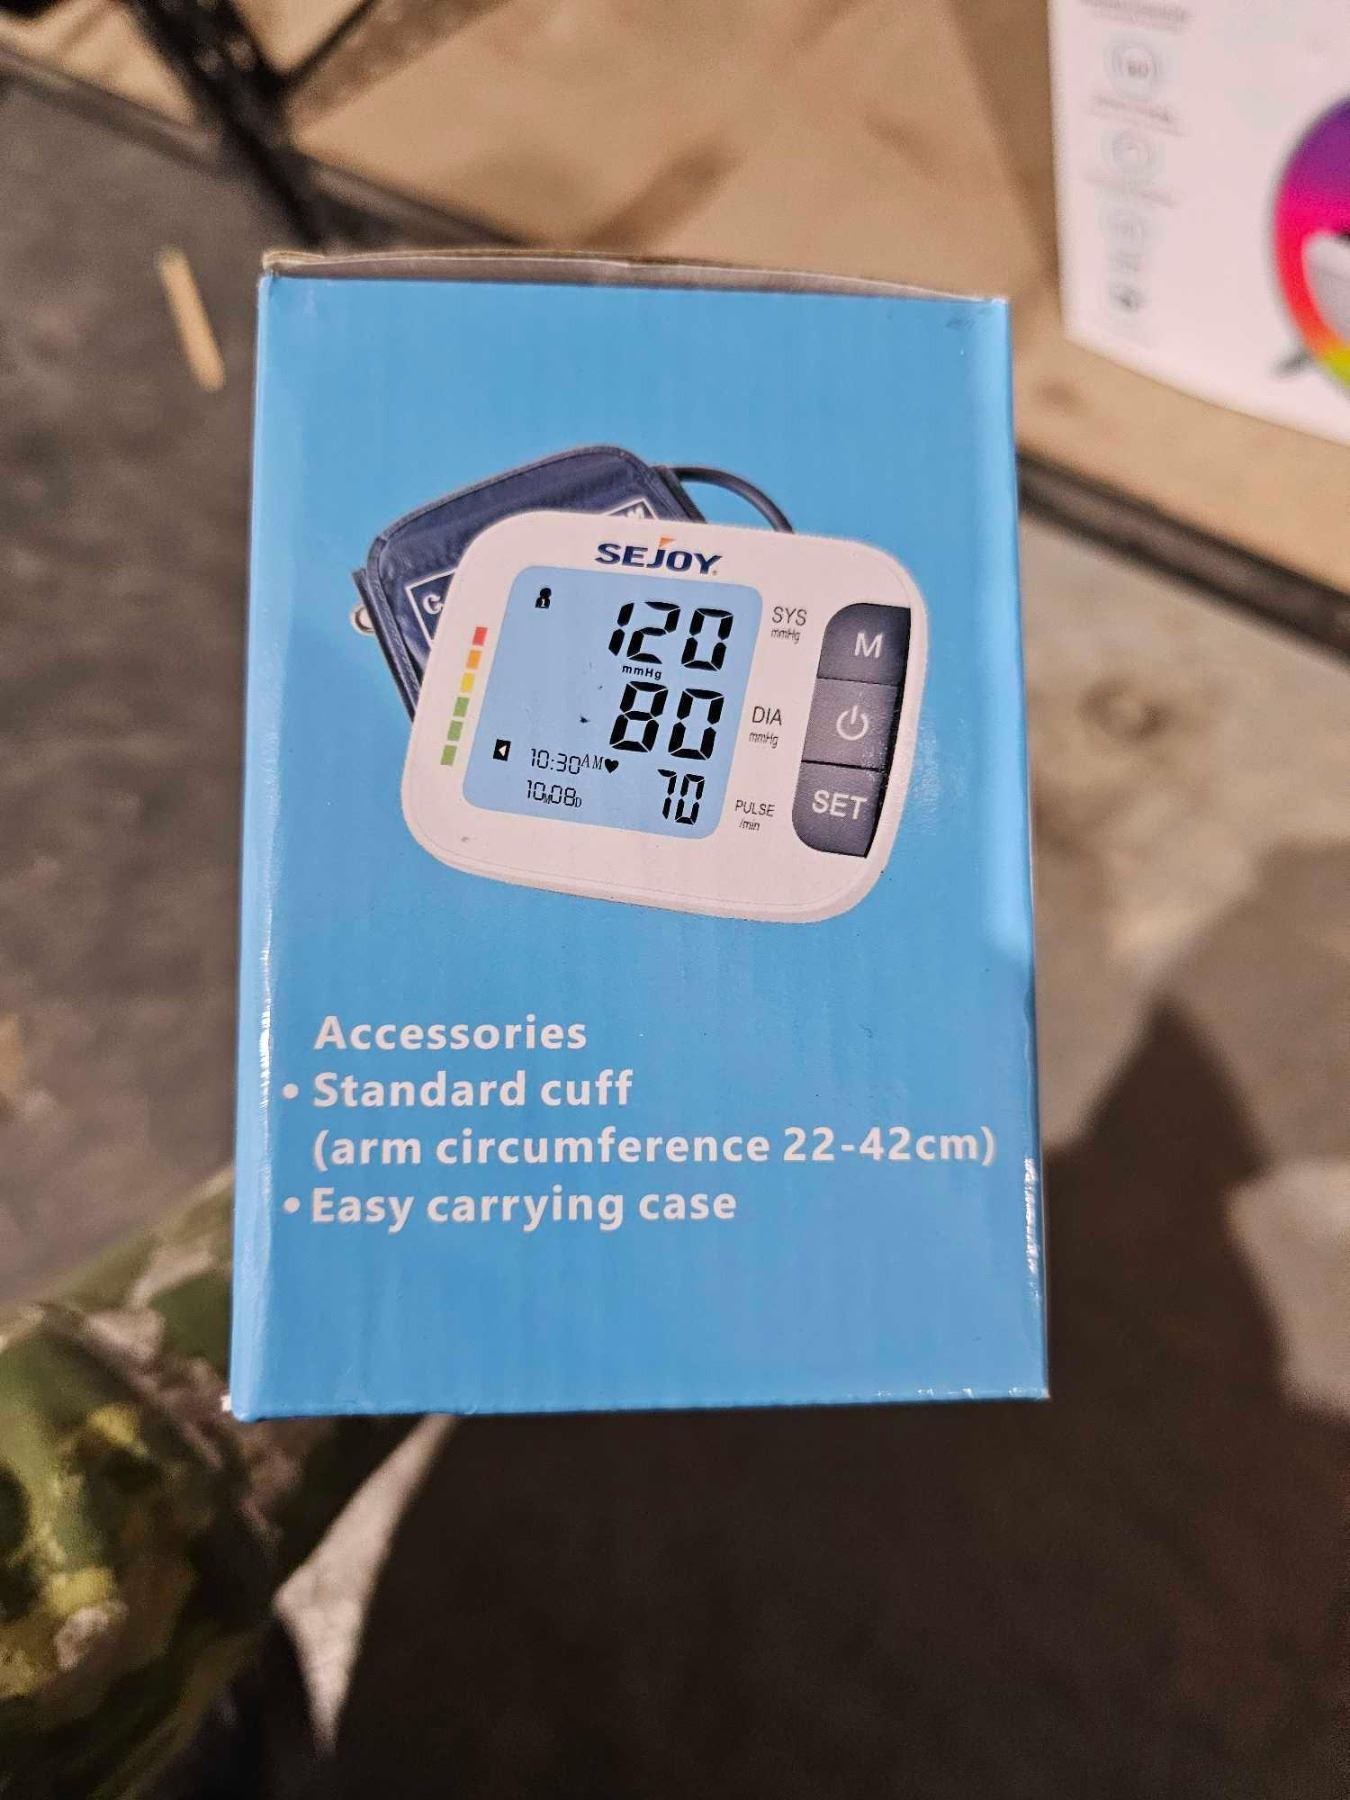 SEJOY
120
SYS
mmHg
M
mmHg
80
DIA
mmHg
10:30AM
10M08D
70
PULSE
/min
SET
Accessories
• Standard cuff
(arm circumference 22-42cm)
• Easy carrying case